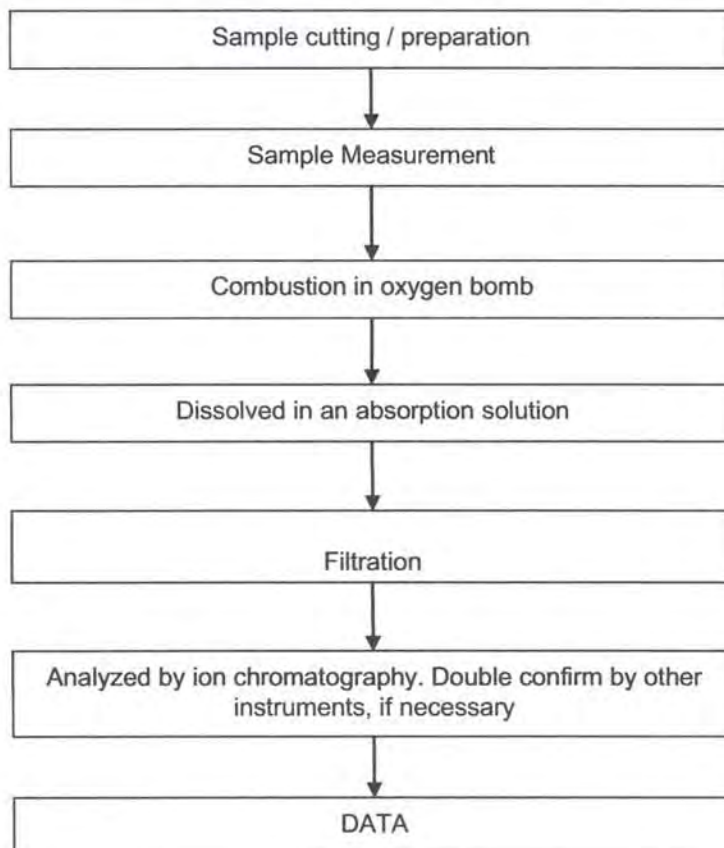 Sample cutting / preparation
Sample Measurement
Combustion in oxygen bomb
Dissolved in an absorption solution
Filtration
Analyzed by ion chromatography. Double confirm by other
instruments, if necessary
DATA